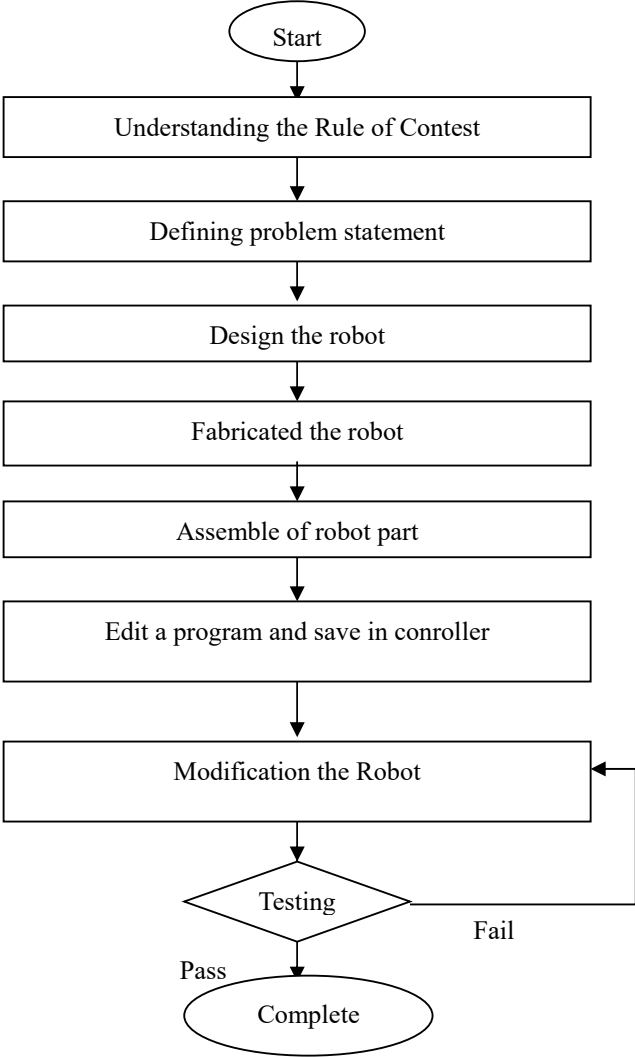 Start
Understanding the Rule of Contest
Defining problem statement
Design the robot
Fabricated the robot
Assemble of robot part
Edit a program and save in conroller
Modification the Robot
Testing
Fail
Pass
Complete